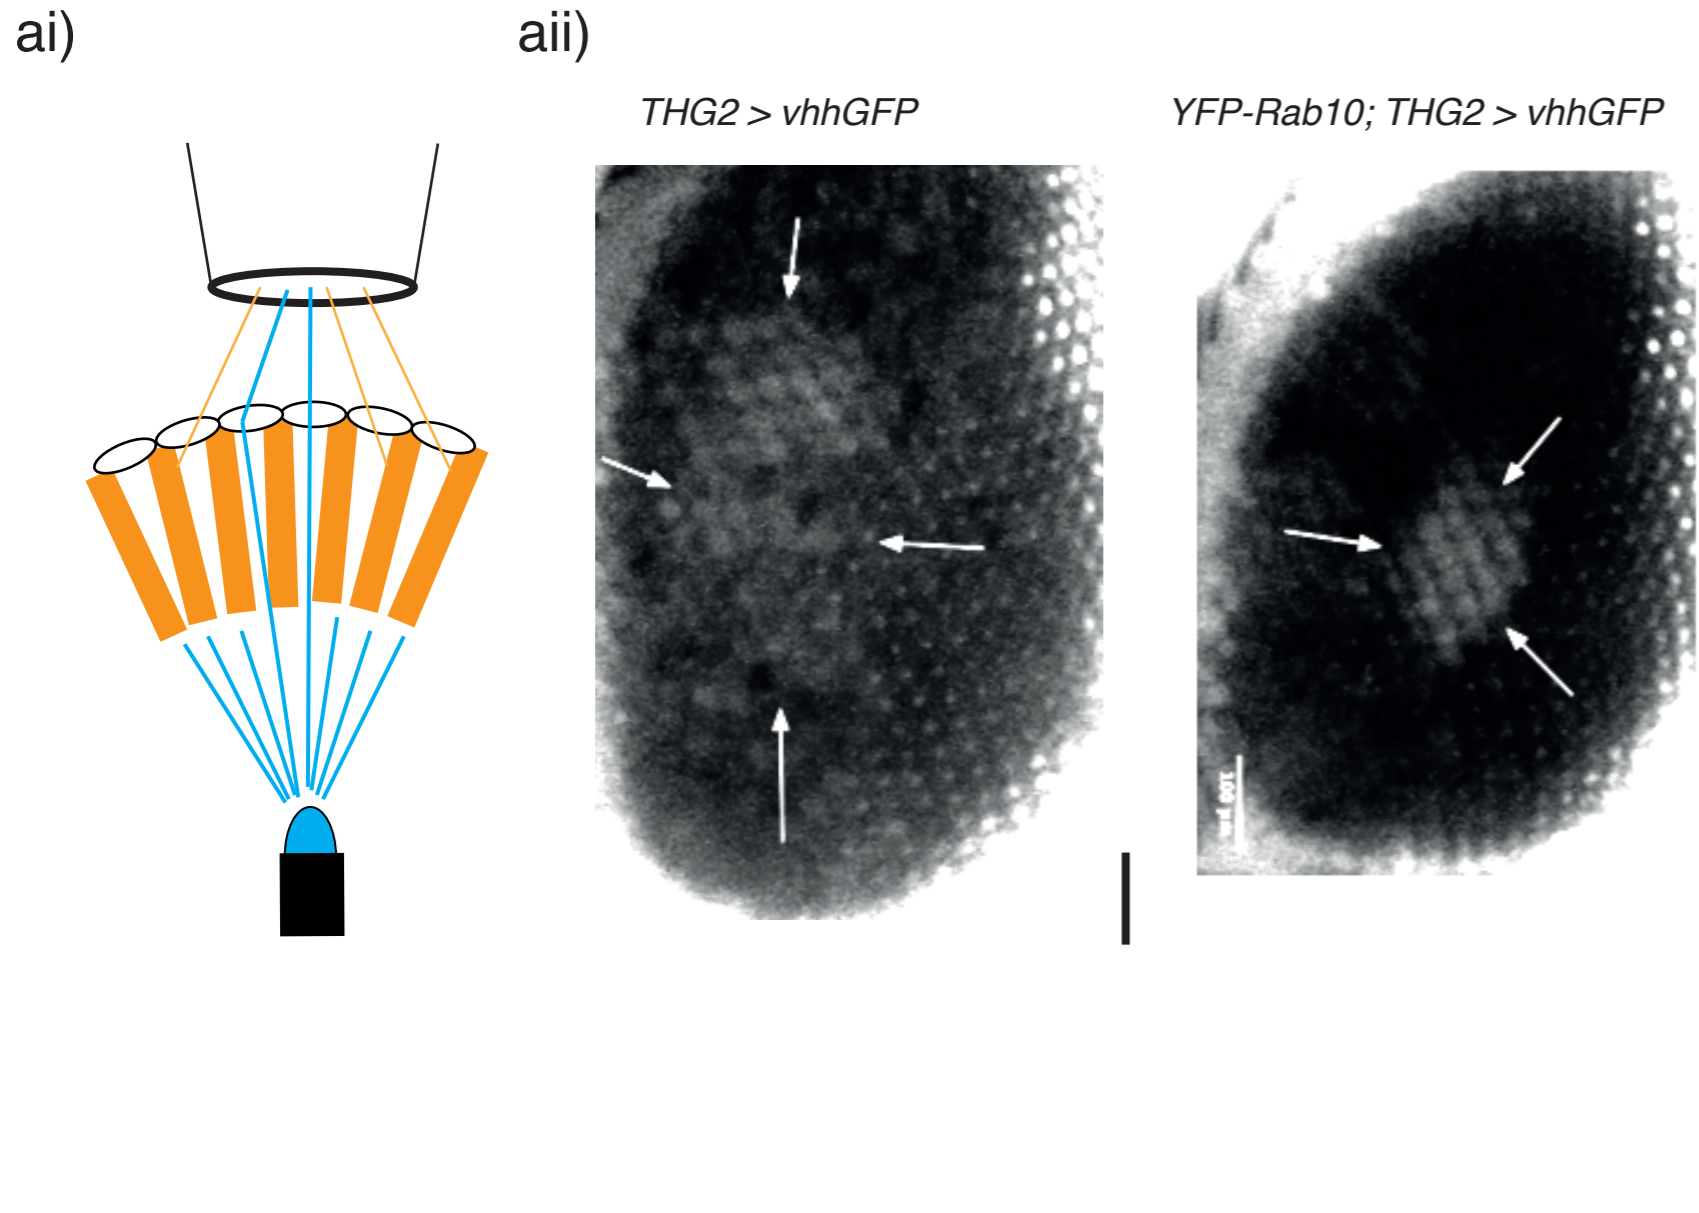 ai)
aii)
THG2 > vhhGFP
YFP-Rab10; THG2 > vhhGFP
100 µm